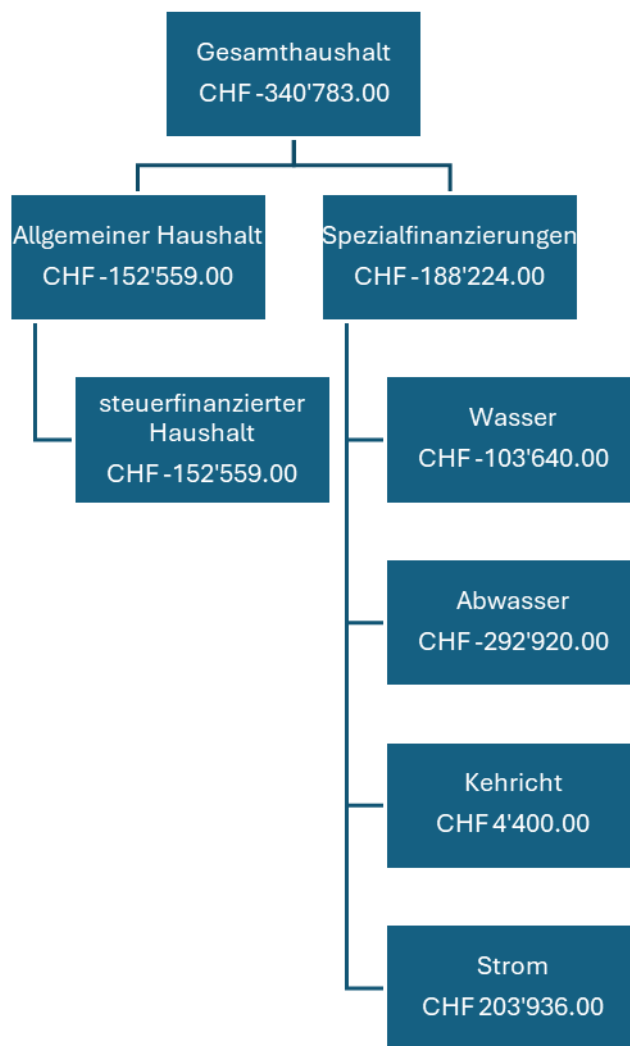 Gesamthaushalt
CHF -340'783.00
Allgemeiner Haushalt
CHF -152'559.00
Spezialfinanzierungen
CHF -188'224.00
steuerfinanzierter
Haushalt
CHF -152'559.00
Wasser
CHF -103'640.00
Abwasser
CHF -292'920.00
Kehricht
CHF 4'400.00
Strom
CHF 203'936.00